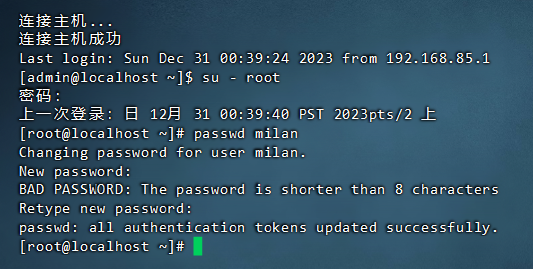 连接主机...
连接主机成功
Last login: Sun Dec 31 00:39:24 2023 from 192.168.85.1
[admin@localhost ~]$ su - root
密码：
上一次登录：日 12月 31 00:39:40 PST 2023pts/2 上
[root@localhost ~]# passwd milan
Changing password for user milan.
New password:
BAD PASSWORD: The password is shorter than 8 characters
Retype new password:
passwd: all authentication tokens updated successfully.
[root@localhost ~]#